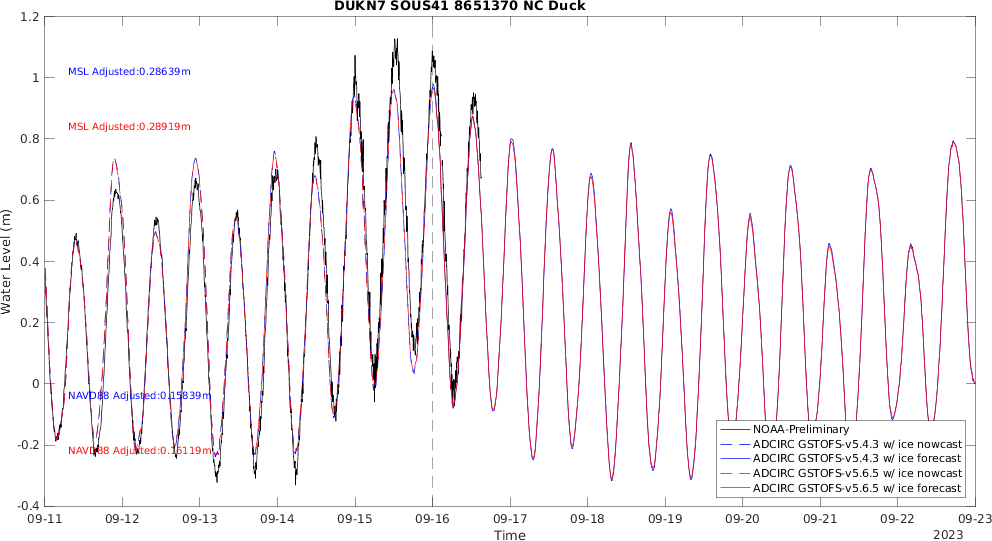 DUKN7 SOUS41 8651370 NC Duck
1.2
1
0.8
0.6
0.4
0.2
0
-0.2
-0.4
Water Level (m)
MSL Adjusted:0.28639m
MSL Adjusted:0.28919m
NAVD88 Adjusted:0.15839m
NAVD88 Adjusted:0.16119m
NOAA-Preliminary
ADCIRC GSTOFS-v5.4.3 w/ ice nowcast
ADCIRC GSTOFS-v5.4.3 w/ ice forecast
ADCIRC GSTOFS-v5.6.5 w/ ice nowcast
ADCIRC GSTOFS-v5.6.5 w/ ice forecast
09-11 09-12 09-13 09-14 09-15 09-16 09-17 09-18 09-19 09-20 09-21 09-22 09-23
Time
2023